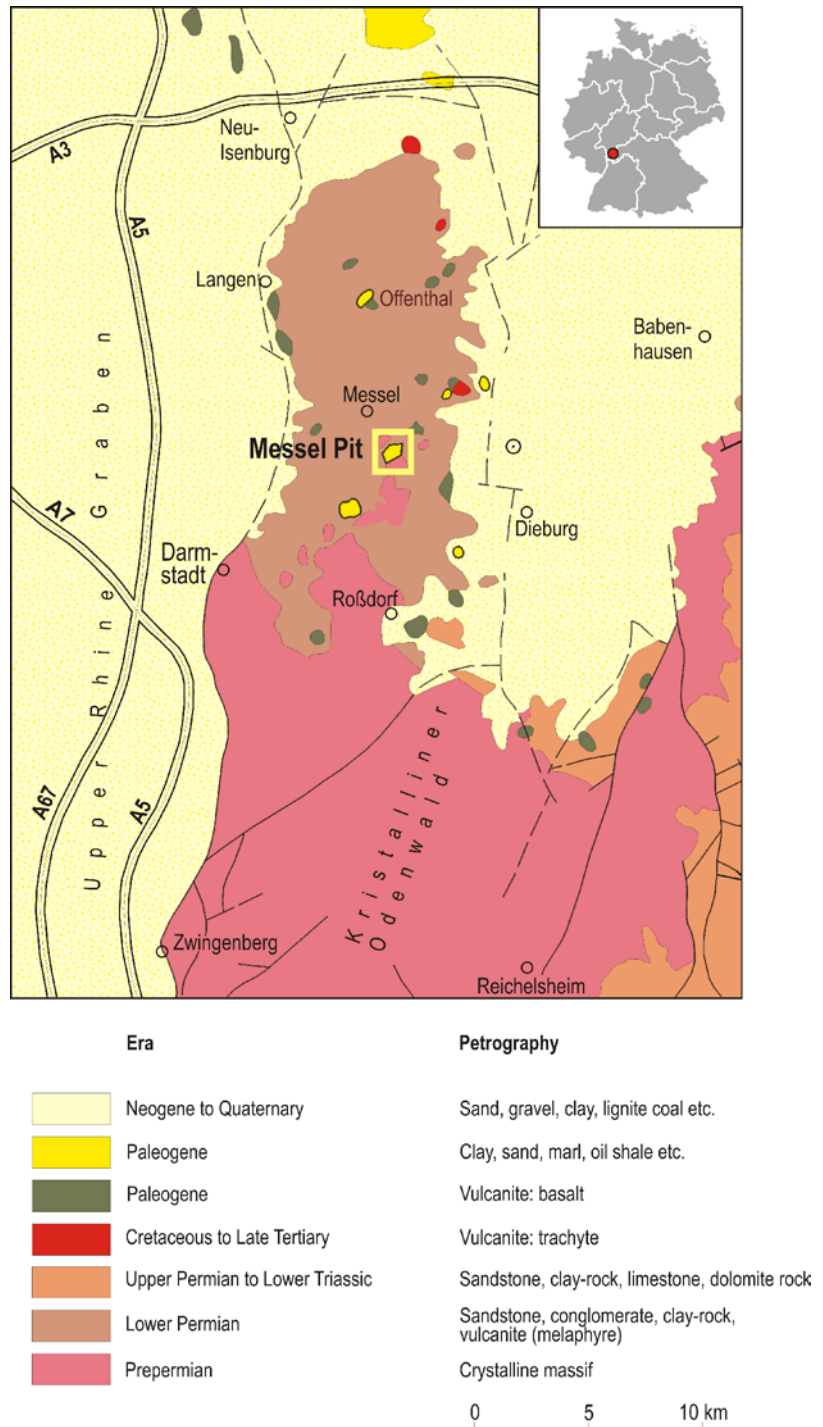 Neu-
Isenburg
A3
A5
Langen
Offenthal
Baben-
hausen
Messel
Messel Pit
A7
Dieburg
Darm-
stadt
Roßdorf
Upper Rhine Graben
A67
A5
Kristalliner
Odenwald
Zwingenberg
Reichelsheim
Era Petrography
Neogene to Quaternary Sand, gravel, clay, lignite coal etc.
Paleogene Clay, sand, marl, oil shale etc.
Paleogene Vulcanite: basalt
Cretaceous to Late Tertiary Vulcanite: trachyte
Upper Permian to Lower Triassic Sandstone, clay-rock, limestone, dolomite rock
Lower Permian Sandstone, conglomerate, clay-rock,
vulcanite (melaphyre)
Prepermian Crystalline massif
0 5 10 km